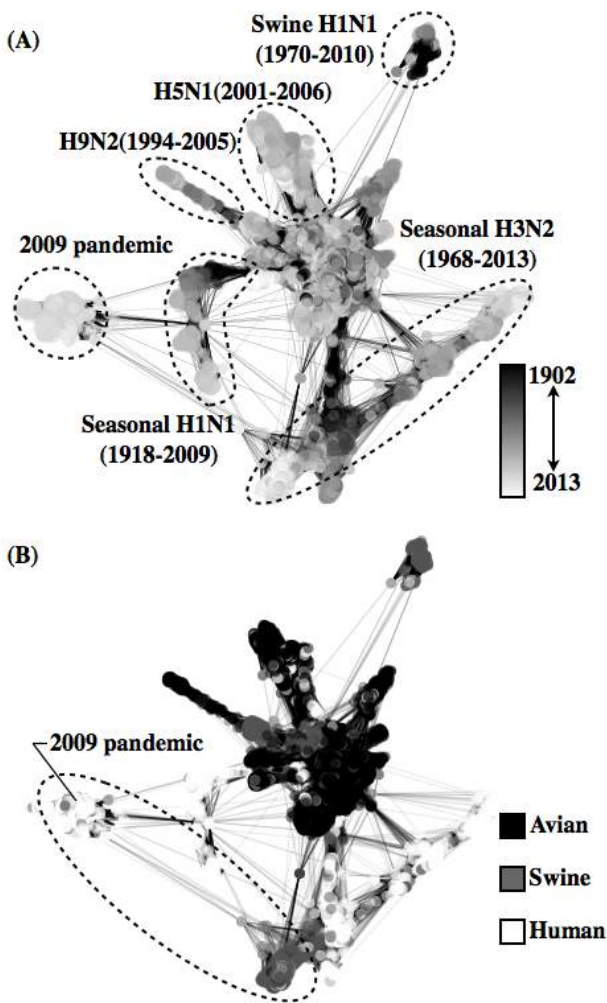 (A)
Swine H1N1
(1970-2010)
H5N1(2001-2006)
H9N2(1994-2005)
2009 pandemic
Seasonal H3N2
(1968-2013)
Seasonal H1N1
(1918-2009)
1902
2013
(B)
2009 pandemic
Avian
Swine
Human